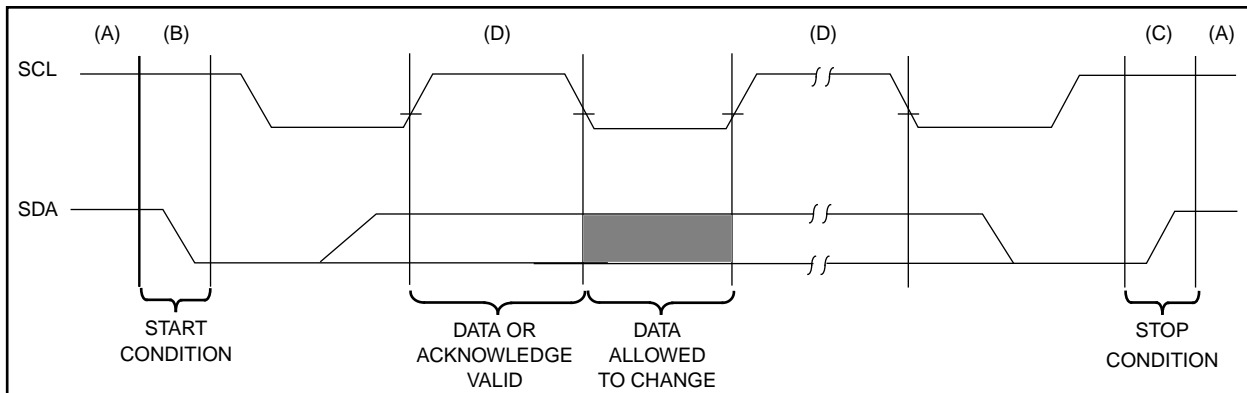 (A) (B) (D) (D) (C) (A)
SCL
SDA
START
CONDITION
DATA OR
ACKNOWLEDGE
VALID
DATA
ALLOWED
TO CHANGE
STOP
CONDITION